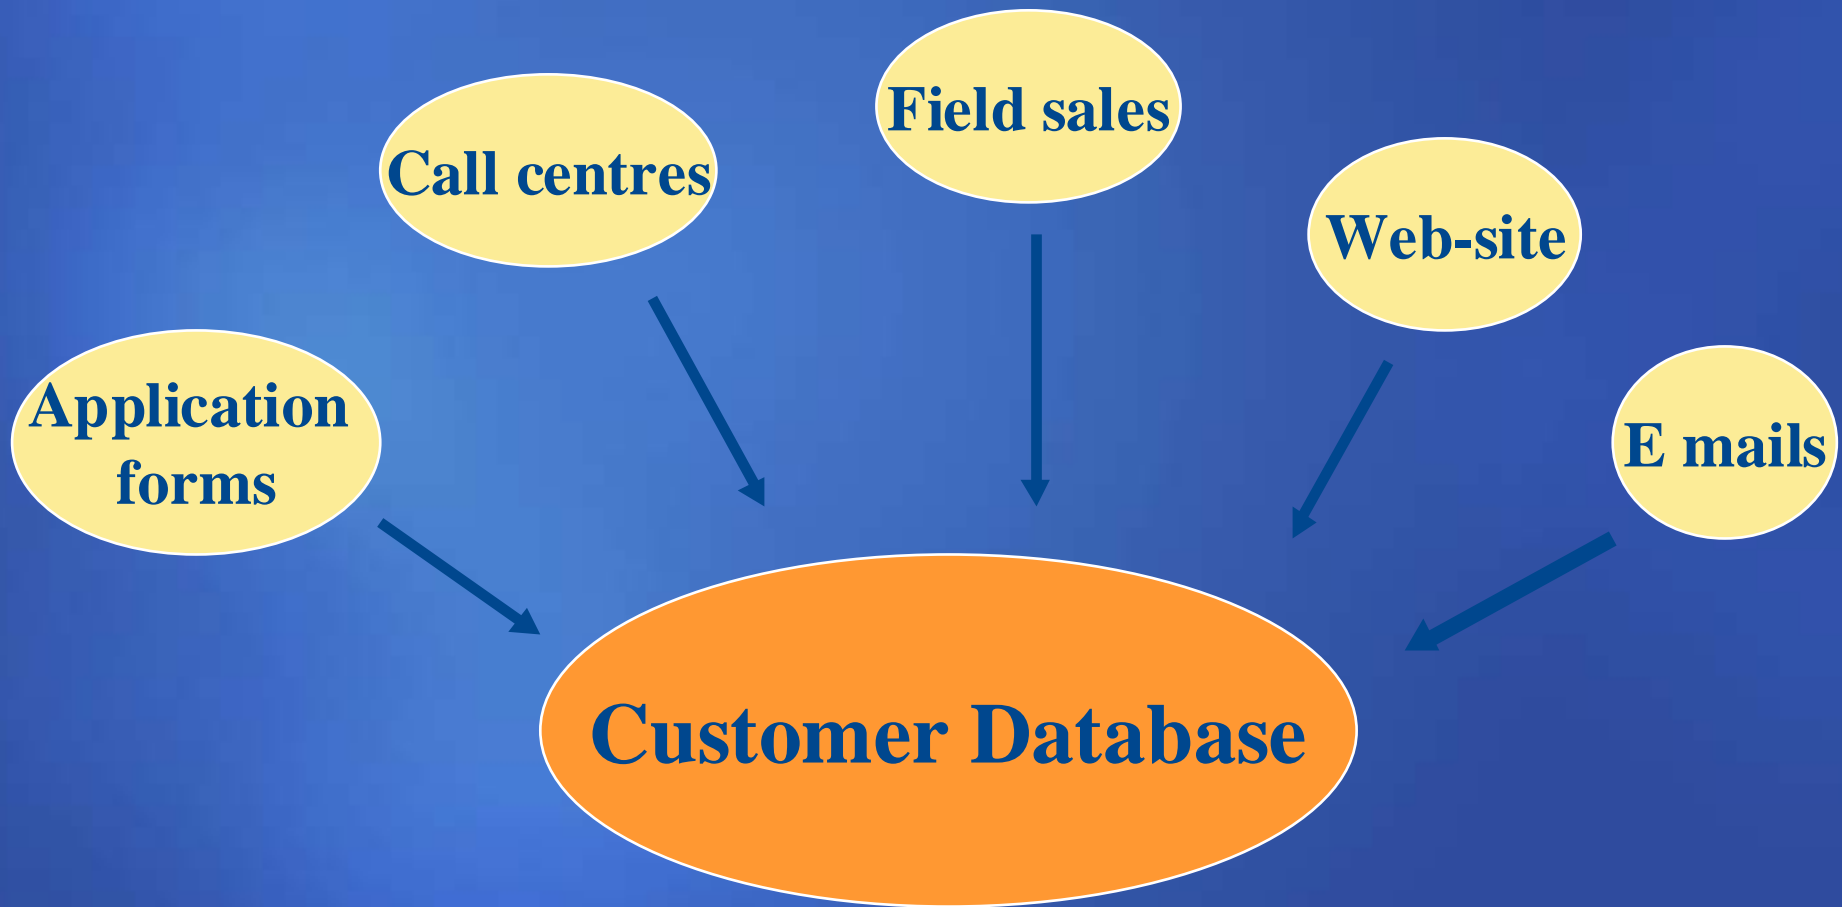 Field sales
Call centres
Web-site
Application
forms
E mails
Customer Database